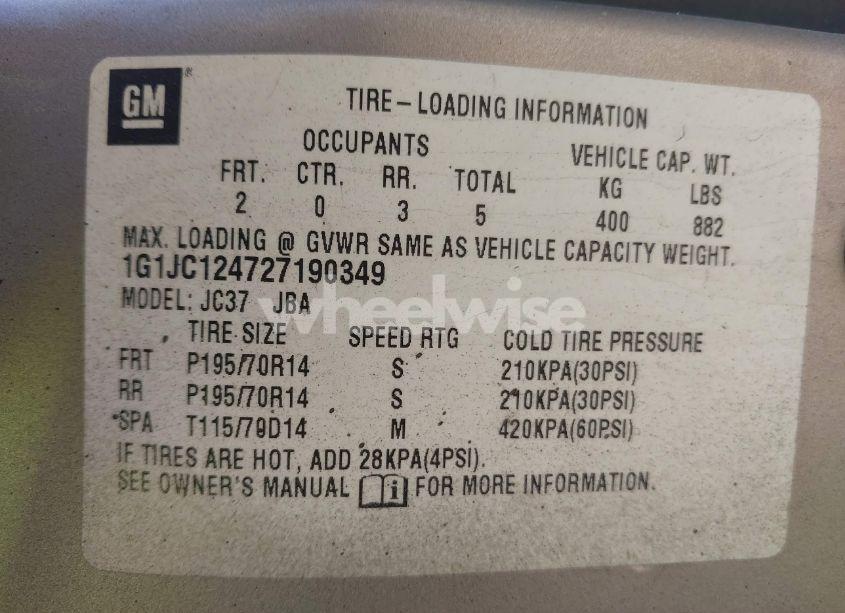 GM ®
TIRE-LOADING INFORMATION
OCCUPANTS VEHICLE CAP. WT.
FRT. CTR. RR. TOTAL KG LBS
2 0 3 5 400 882
MAX. LOADING @ GVWR SAME AS VEHICLE CAPACITY WEIGHT.
1G1JC124727190349
MODEL: JC37 JBA
wheelwise
TIRE SIZE SPEED RTG COLD TIRE PRESSURE
FRT P195/70R14 S 210KPA(30PSI)
RR P195/70R14 S 210KPA(30PSI)
SPA T115/70D14 M 420KPA(60PSI)
IF TIRES ARE HOT, ADD 28KPA(4PSI).
SEE OWNER'S MANUAL i FOR MORE INFORMATION.